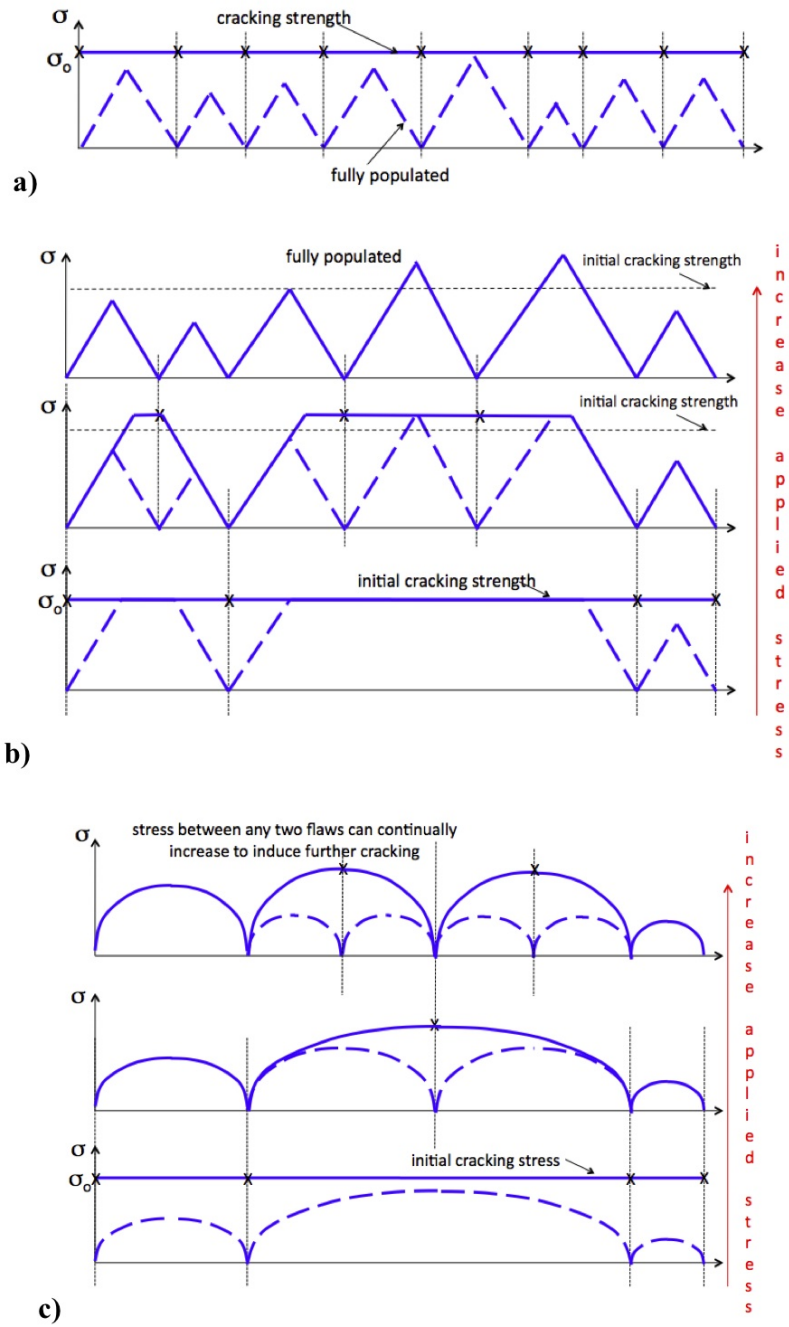 σ
cracking strength
σo
fully populated
a)
σ
fully populated
initial cracking strength
σ
initial cracking strength
σ
initial cracking strength
σo
increase applied stress
b)
stress between any two flaws can continually
σ
increase to induce further cracking
σ
σ
initial cracking stress
σo
increase applied stress
c)